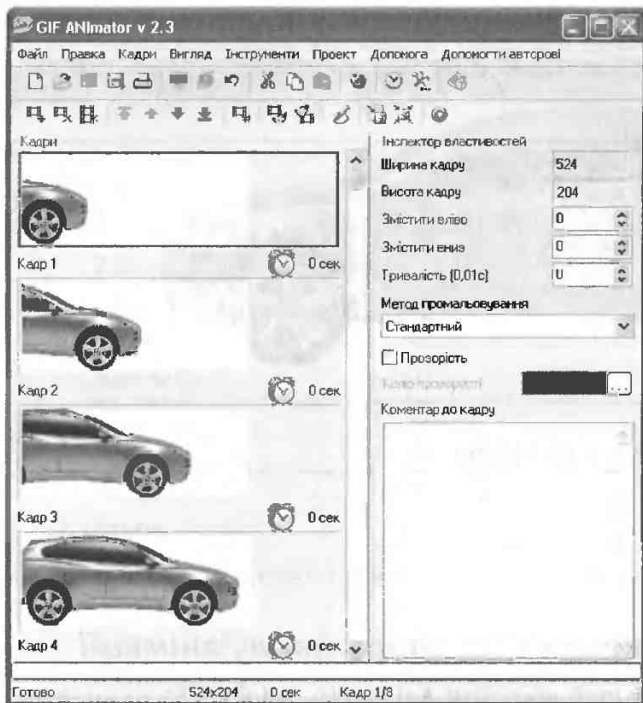 GIF ANImator v 2.3
Файл Правка Кадри Вигляд Інструменти Проект Допомога Допомогти авторові
Кадри
Кадр 1 0 сек
Кадр 2 0 сек
Кадр 3 0 сек
Кадр 4 0 сек
Інспектор властивостей
Ширина кадру 524
Висота кадру 204
Змістити вліво 0
Змістити вниз 0
Тривалість (0,01с) 0
Метод промальовування
Стандартний
Прозорість
Колір прозорості ...
Коментар до кадру
Готово 524x204 0 сек Кадр 1/8